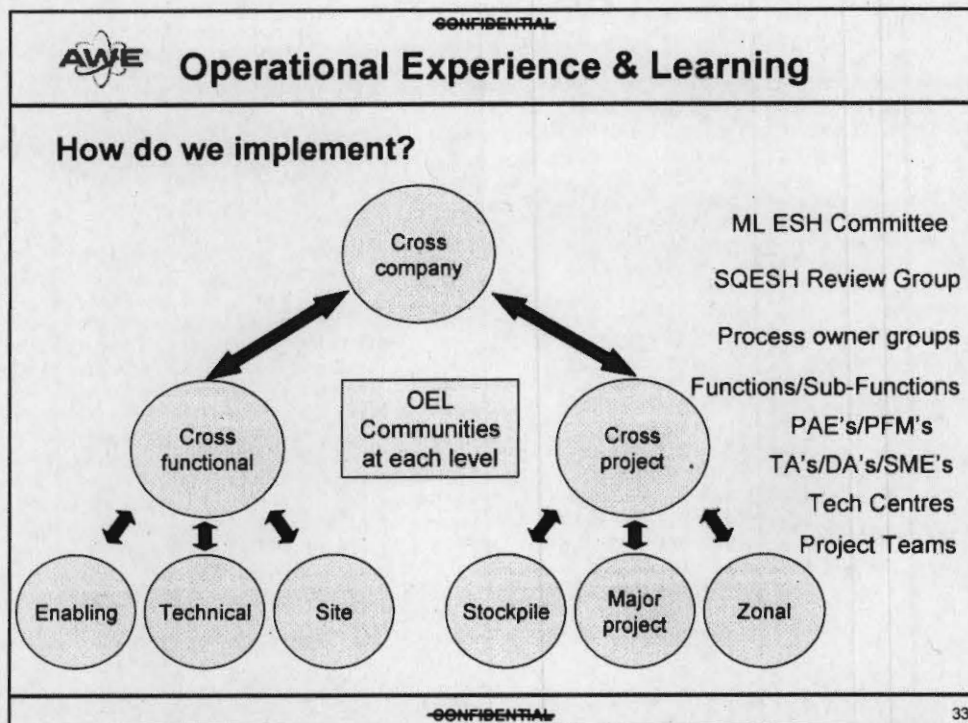 CONFIDENTIAL
AWE
Operational Experience & Learning
How do we implement?
Cross
company
ML ESH Committee
SQESH Review Group
Process owner groups
Functions/Sub-Functions
PAE's/PFM's
TA's/DA's/SME's
Tech Centres
Project Teams
OEL
Communities
at each level
Cross
functional
Cross
project
Enabling
Technical
Site
Stockpile
Major
project
Zonal
CONFIDENTIAL
33